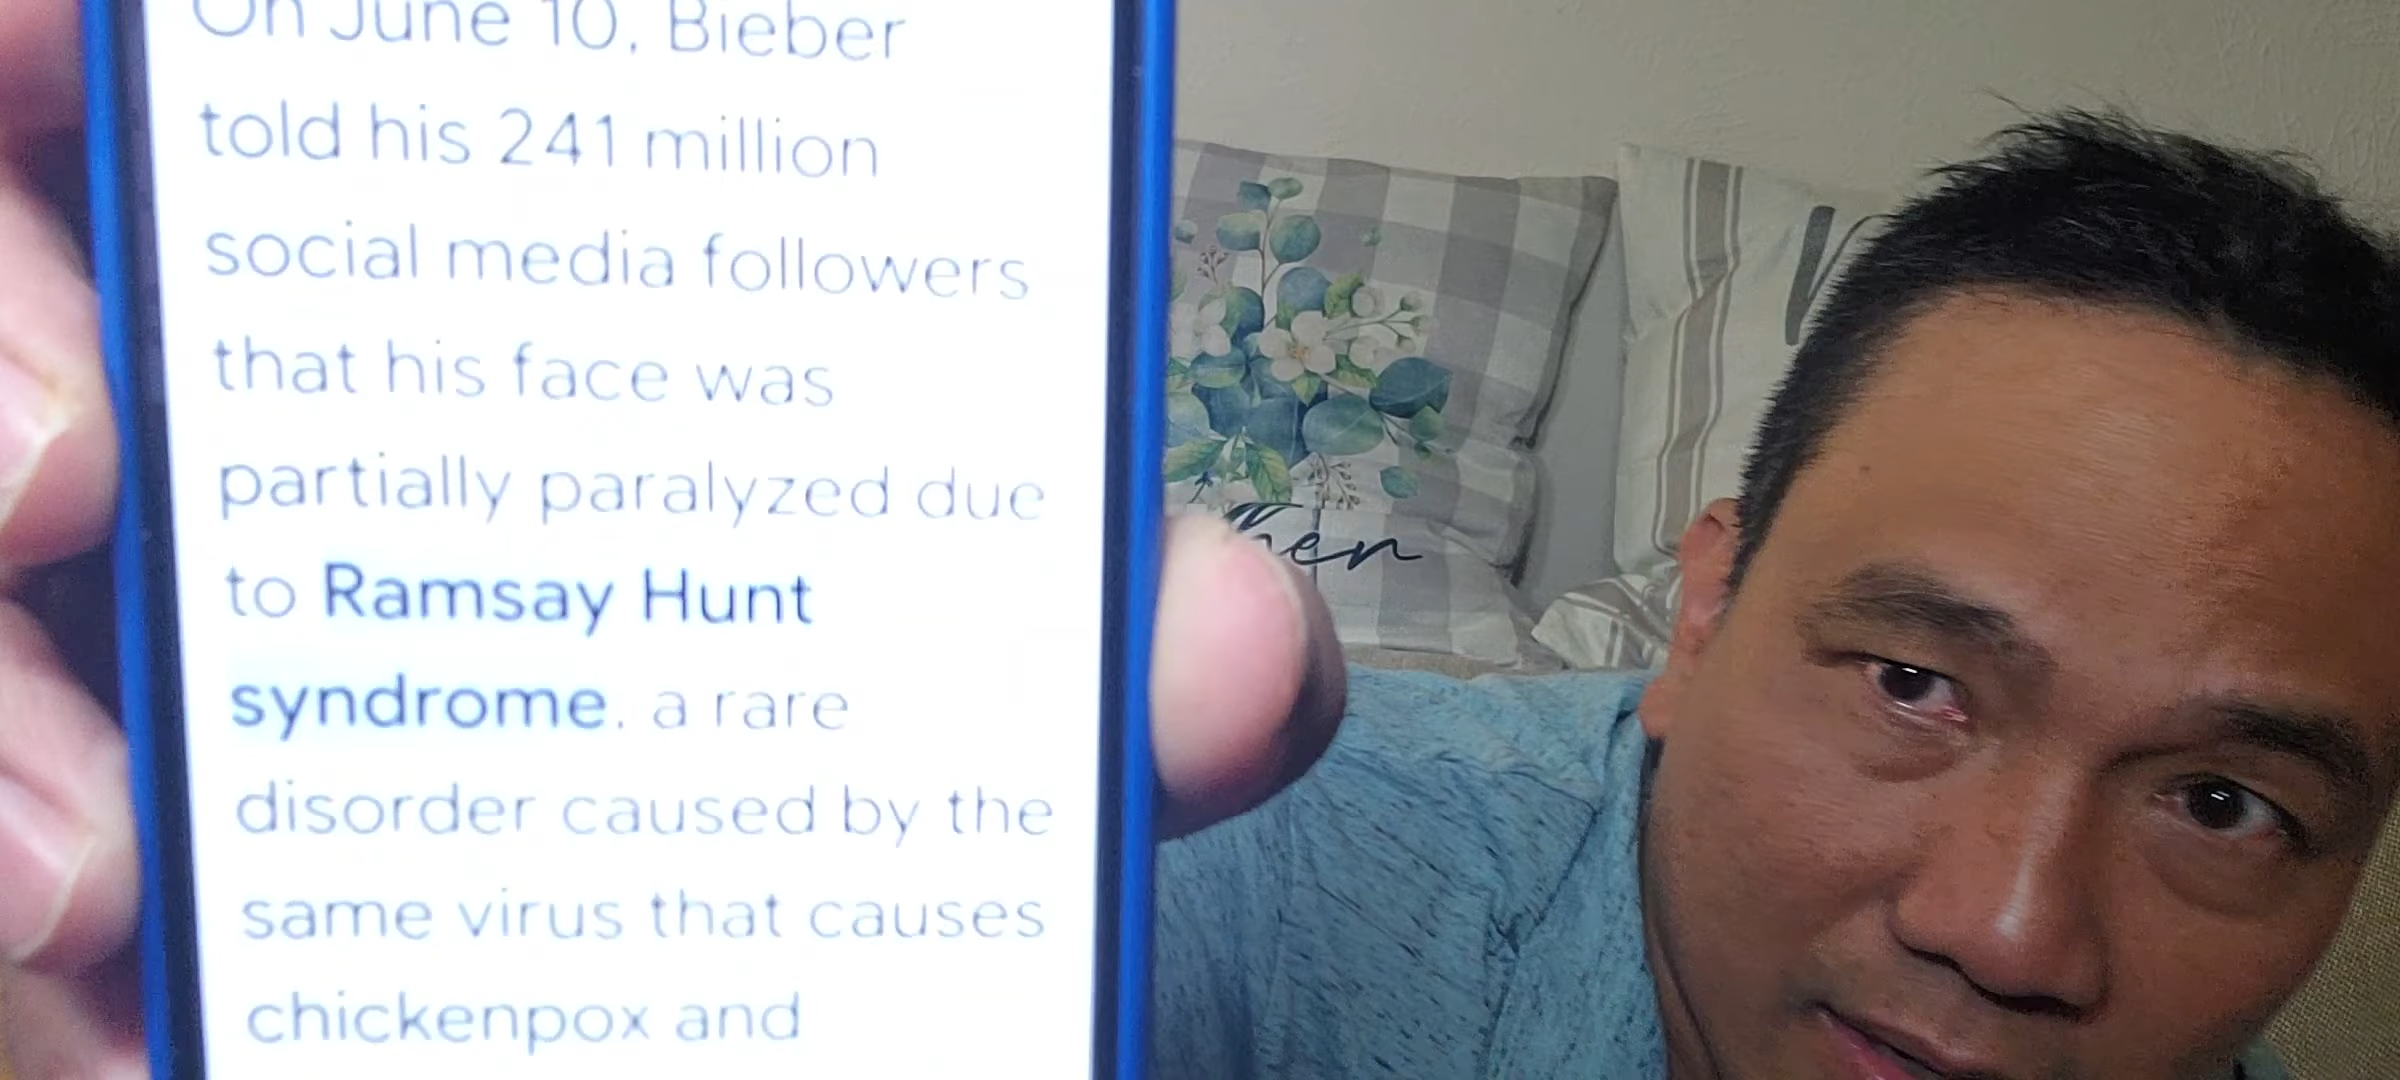 On June 10, Bieber
told his 241 million
social media followers
that his face was
partially paralyzed due
to Ramsay Hunt
syndrome, a rare
disorder caused by the
same virus that causes
chickenpox and